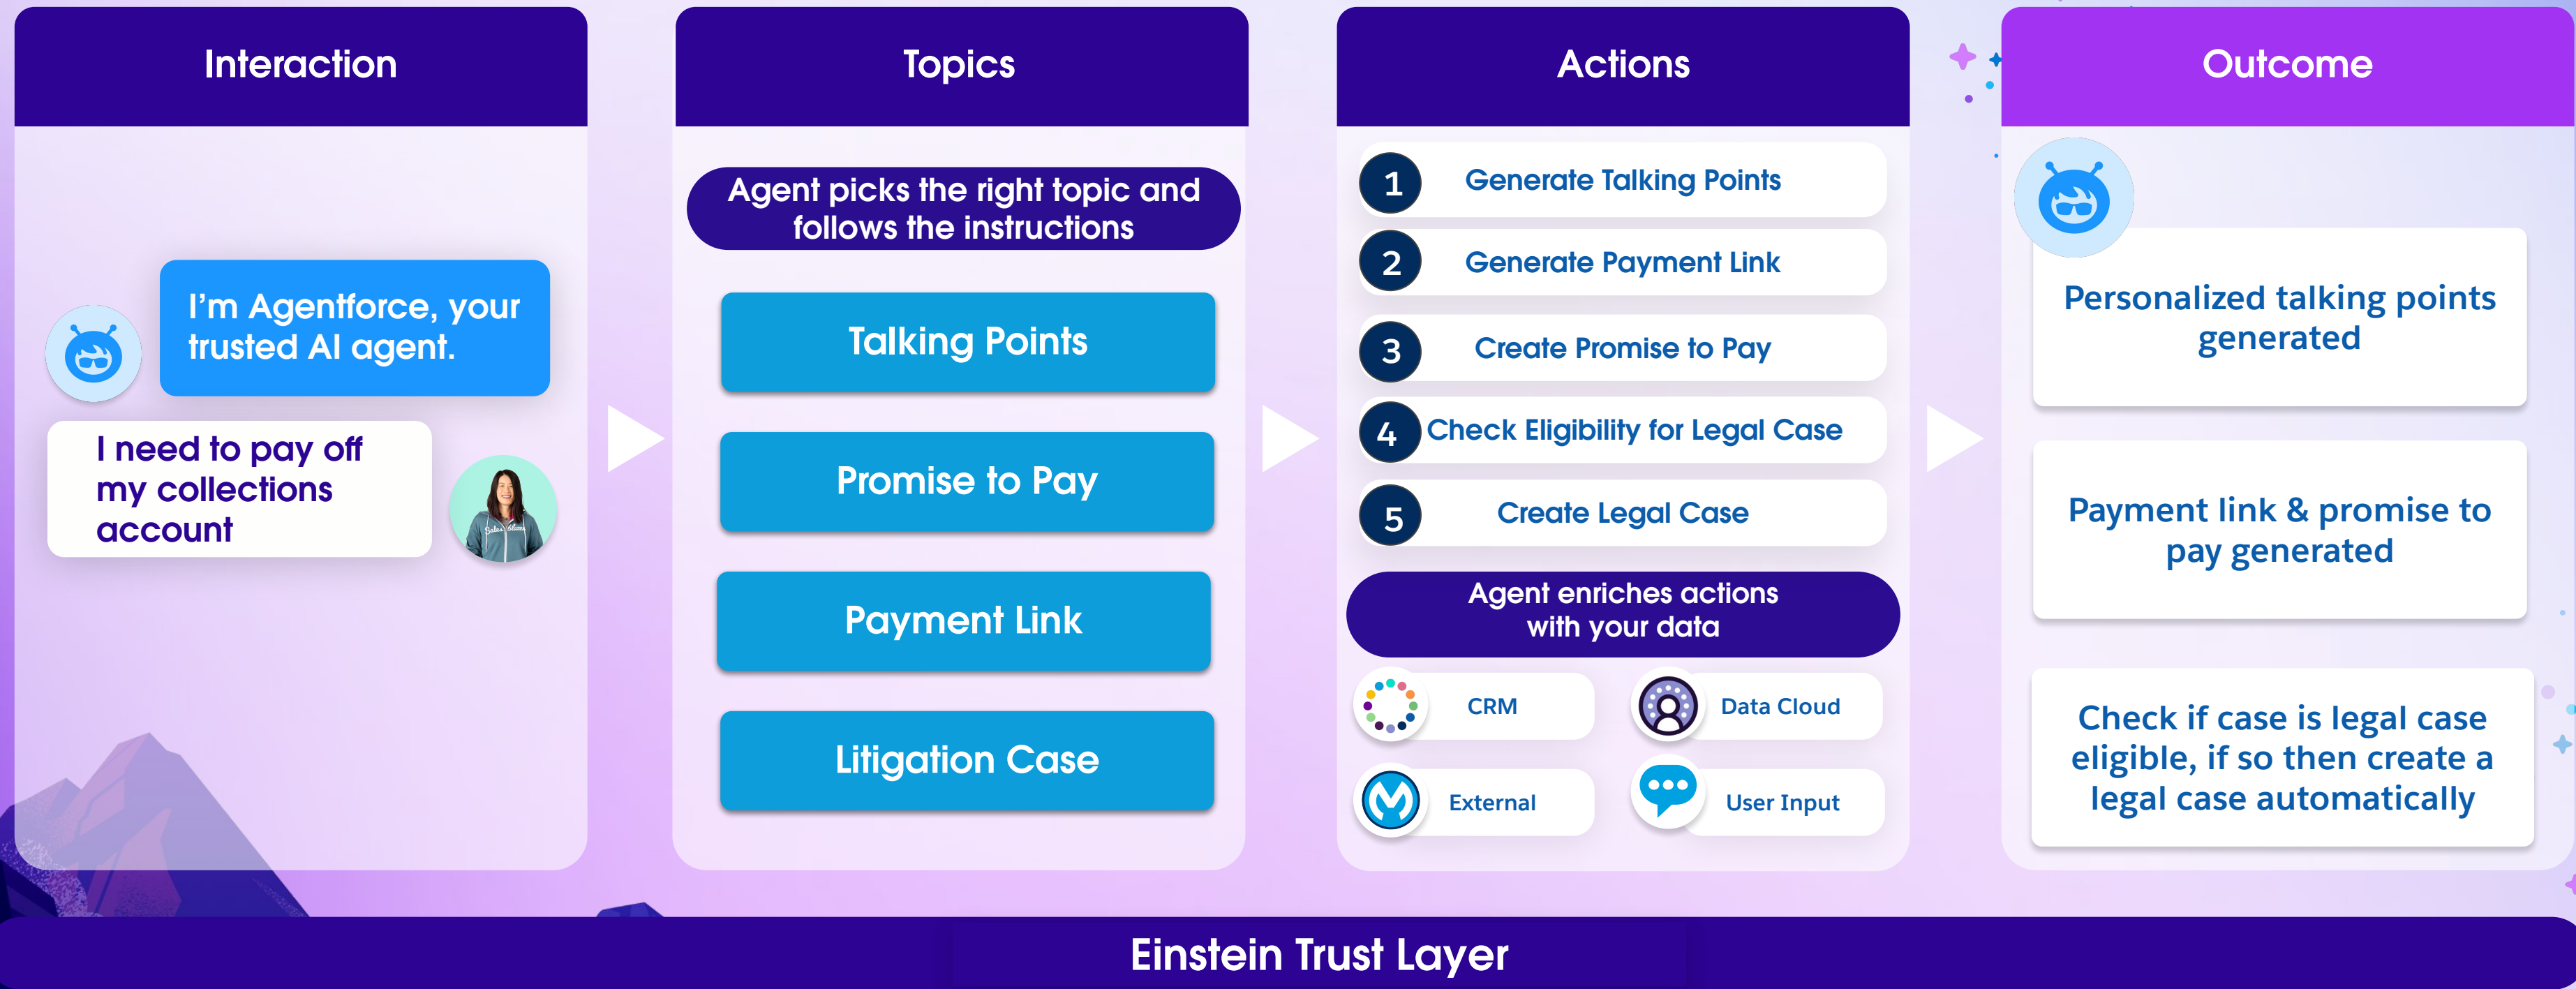 Interaction
I'm Agentforce, your
trusted AI agent.
I need to pay off
my collections
account
Topics
Agent picks the right topic and
follows the instructions
Talking Points
Promise to Pay
Payment Link
Litigation Case
Actions
1 Generate Talking Points
2 Generate Payment Link
3 Create Promise to Pay
4 Check Eligibility for Legal Case
5 Create Legal Case
Agent enriches actions
with your data
CRM
Data Cloud
External
User Input
Outcome
Personalized talking points
generated
Payment link & promise to
pay generated
Check if case is legal case
eligible, if so then create a
legal case automatically
Einstein Trust Layer